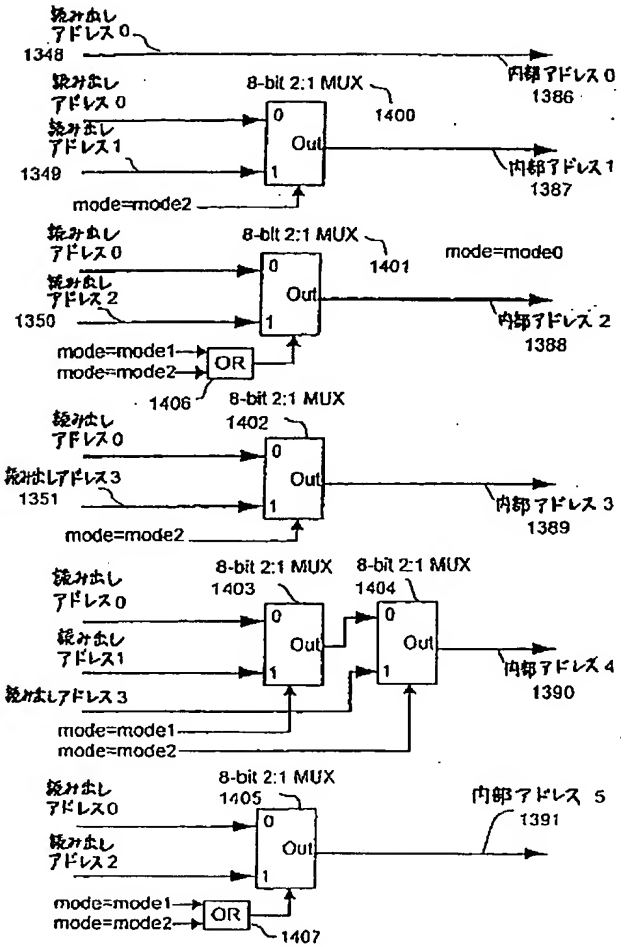 読み出し
アドレス0
1348
内部アドレス0
1386
読み出し
アドレス0
8-bit 2:1 MUX
1400
0
読み出し
アドレス1
Out
1349
1
内部アドレス1
1387
mode=mode2
読み出し
アドレス0
8-bit 2:1 MUX
1401
mode=mode0
0
読み出し
アドレス2
Out
1350
1
内部アドレス2
1388
mode=mode1
mode=mode2
OR
1406
8-bit 2:1 MUX
1402
読み出し
アドレス0
0
読み出しアドレス3
1351
Out
1
内部アドレス3
1389
mode=mode2
8-bit 2:1 MUX
1403
8-bit 2:1 MUX
1404
読み出し
アドレス0
0
0
読み出し
アドレス1
Out
Out
1
1
内部アドレス4
1390
読み出しアドレス3
mode=mode1
mode=mode2
8-bit 2:1 MUX
1405
読み出し
アドレス0
0
内部アドレス 5
1391
読み出し
アドレス2
Out
1
mode=mode1
mode=mode2
OR
1407